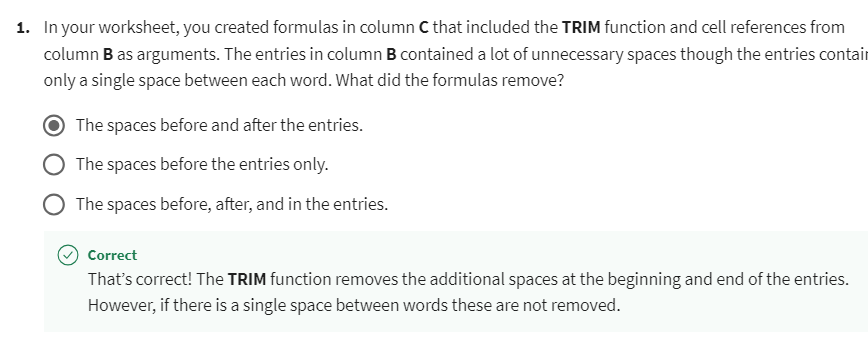 1. In your worksheet, you created formulas in column C that included the TRIM function and cell references from
column B as arguments. The entries in column B contained a lot of unnecessary spaces though the entries contai
only a single space between each word. What did the formulas remove?
The spaces before and after the entries.
The spaces before the entries only.
The spaces before, after, and in the entries.
Correct
That’s correct! The TRIM function removes the additional spaces at the beginning and end of the entries.
However, if there is a single space between words these are not removed.